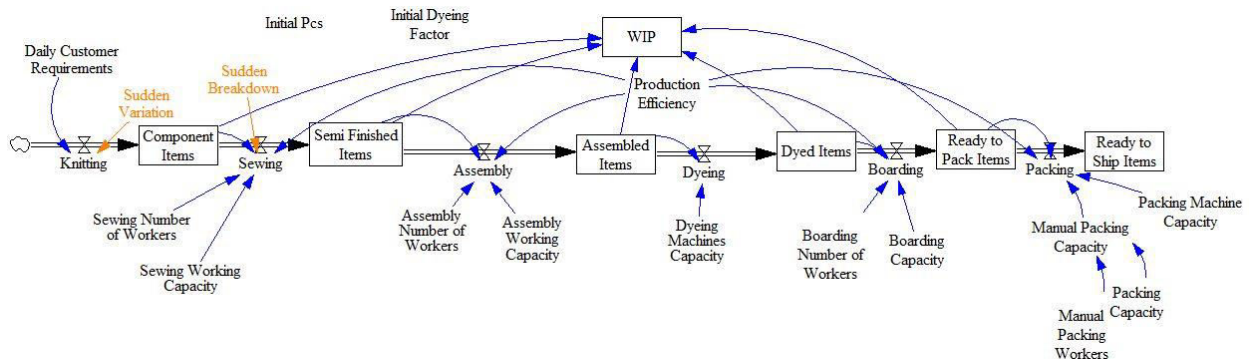 Initial Pcs
Initial Dyeing
Factor
WIP
Daily Customer
Requirements
Sudden
Variation
Sudden
Breakdown
Production
Efficiency
Component
Items
Semi Finished
Items
Assembled
Items
Dyed Items
Ready to
Pack Items
Ready to
Ship Items
Knitting
Sewing
Assembly
Dyeing
Boarding
Packing
Sewing Number
of Workers
Sewing Working
Capacity
Assembly
Number of
Workers
Assembly
Working
Capacity
Dyeing
Machines
Capacity
Boarding
Number of
Workers
Boarding
Capacity
Packing Machine
Capacity
Manual Packing
Capacity
Packing
Capacity
Manual
Packing
Workers